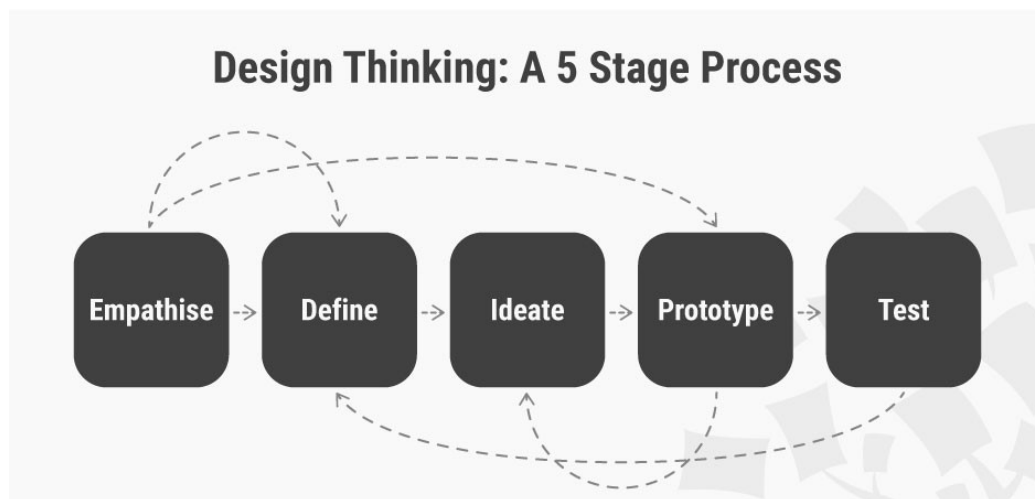 Design Thinking: A 5 Stage Process
Empathise
Define
Ideate
Prototype
Test